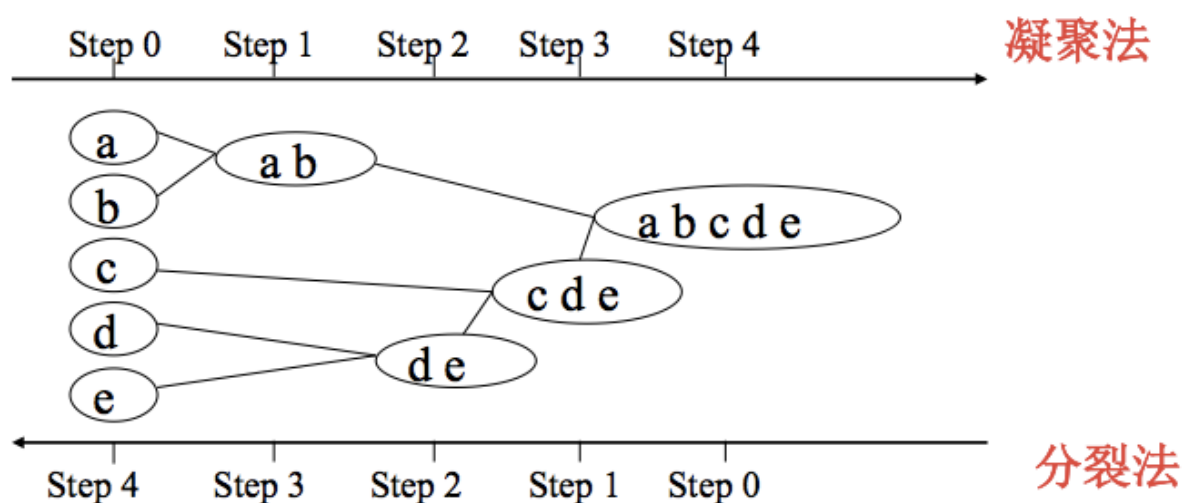 Step 0 Step 1 Step 2 Step 3 Step 4
凝聚法
a
a b
b
a b c d e
c
c d e
d
d e
e
分裂法
Step 4 Step 3 Step 2 Step 1 Step 0